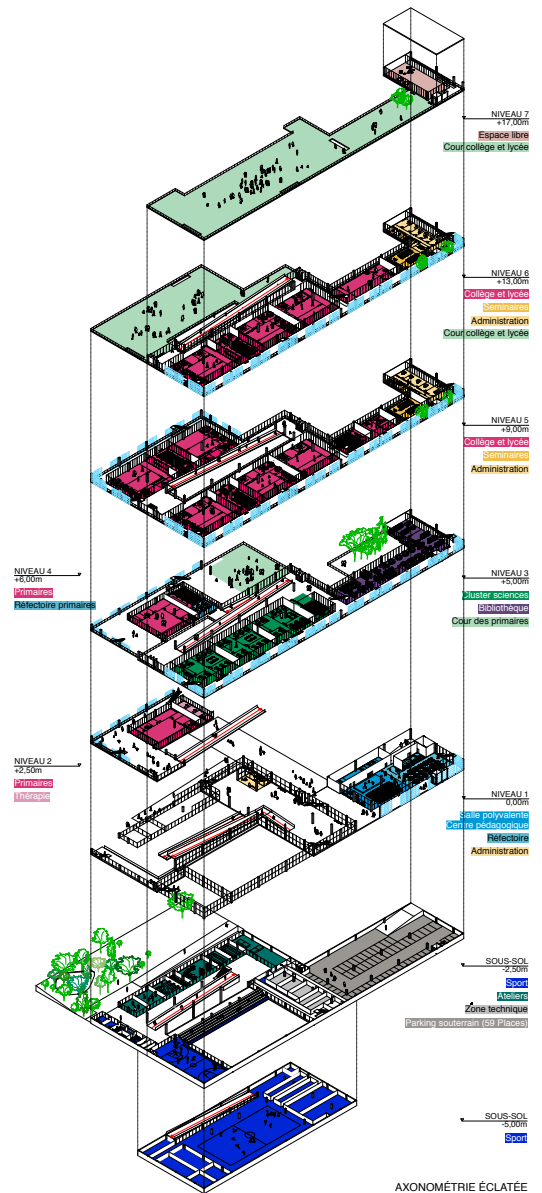 NIVEAU 7
+17,00m
Espace libre
Cour collège et lycée
NIVEAU 6
+13,00m
Collège et lycée
Seminaires
Administration
Cour collège et lycée
NIVEAU 5
+9,00m
Collège et lycée
Seminaires
Administration
NIVEAU 4
+6,00m
Primaires
Réfectoire primaires
NIVEAU 3
+5,00m
Cluster sciences
Bibliothèque
Cour des primaires
NIVEAU 2
+2,50m
Primaires
Thérapie
NIVEAU 1
0,00m
Salle polyvalente
Centre pédagogique
Réfectoire
Administration
SOUS-SOL
-2,50m
Sport
Ateliers
Zone technique
Parking souterrain (59 Places)
SOUS-SOL
-5,00m
Sport
AXONOMÉTRIE ÉCLATÉE